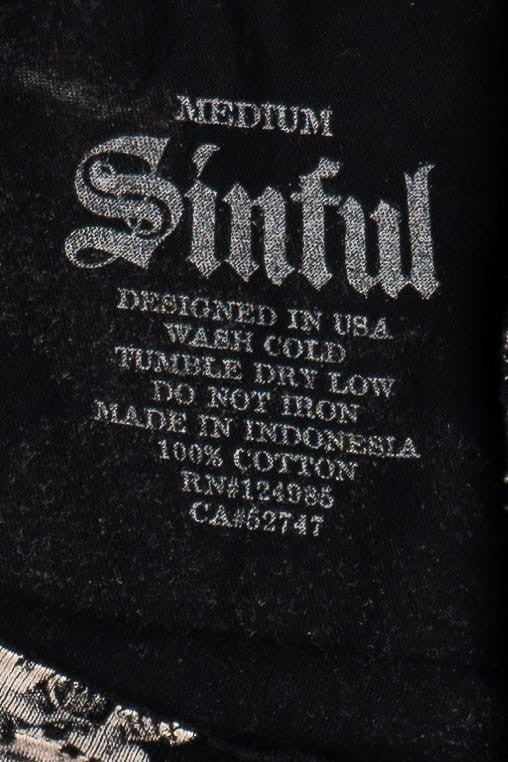 MEDIUM
Sinful
DESIGNED IN USA
WASH COLD
TUMBLE DRY LOW
DO NOT IRON
MADE IN INDONESIA
100% COTTON
RN#124985
CA#52747